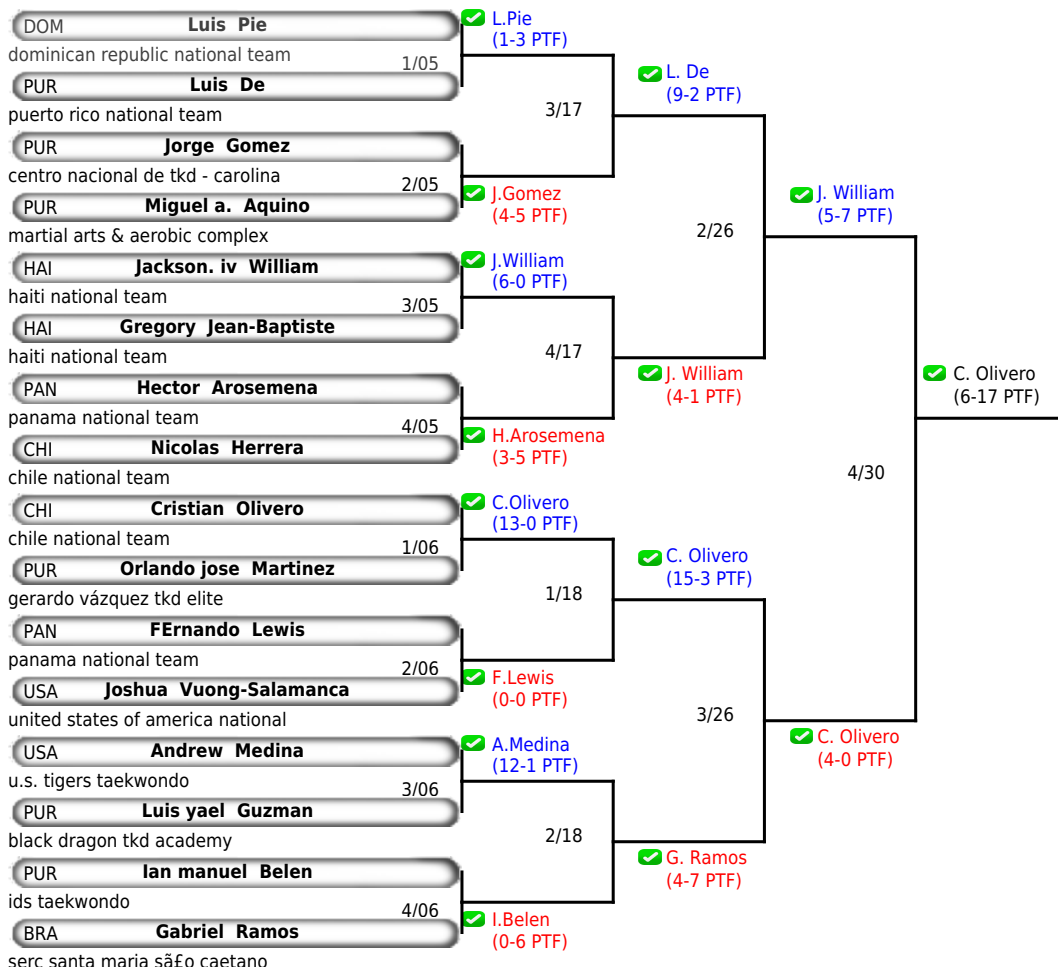 DOM Luis Pie
dominican republic national team
1/05
PUR Luis De
puerto rico national team
PUR Jorge Gomez
centro nacional de tkd - carolina
2/05
PUR Miguel a. Aquino
martial arts & aerobic complex
HAI Jackson. iv William
haiti national team
3/05
HAI Gregory Jean-Baptiste
haiti national team
PAN Hector Arosemena
panama national team
4/05
CHI Nicolas Herrera
chile national team
CHI Cristian Olivero
chile national team
1/06
PUR Orlando jose Martinez
gerardo vázquez tkd elite
PAN FErnando Lewis
panama national team
2/06
USA Joshua Vuong-Salamanca
united states of america national
USA Andrew Medina
u.s. tigers taekwondo
3/06
PUR Luis yael Guzman
black dragon tkd academy
PUR Ian manuel Belen
ids taekwondo
4/06
BRA Gabriel Ramos
serc santa maria sã£o caetano
L.Pie
(1-3 PTF)
3/17
J.Gomez
(4-5 PTF)
J.William
(6-0 PTF)
4/17
H.Arosemena
(3-5 PTF)
C.Olivero
(13-0 PTF)
1/18
F.Lewis
(0-0 PTF)
A.Medina
(12-1 PTF)
2/18
I.Belen
(0-6 PTF)
L. De
(9-2 PTF)
2/26
J. William
(4-1 PTF)
C. Olivero
(15-3 PTF)
3/26
G. Ramos
(4-7 PTF)
J. William
(5-7 PTF)
4/30
C. Olivero
(4-0 PTF)
C. Olivero
(6-17 PTF)